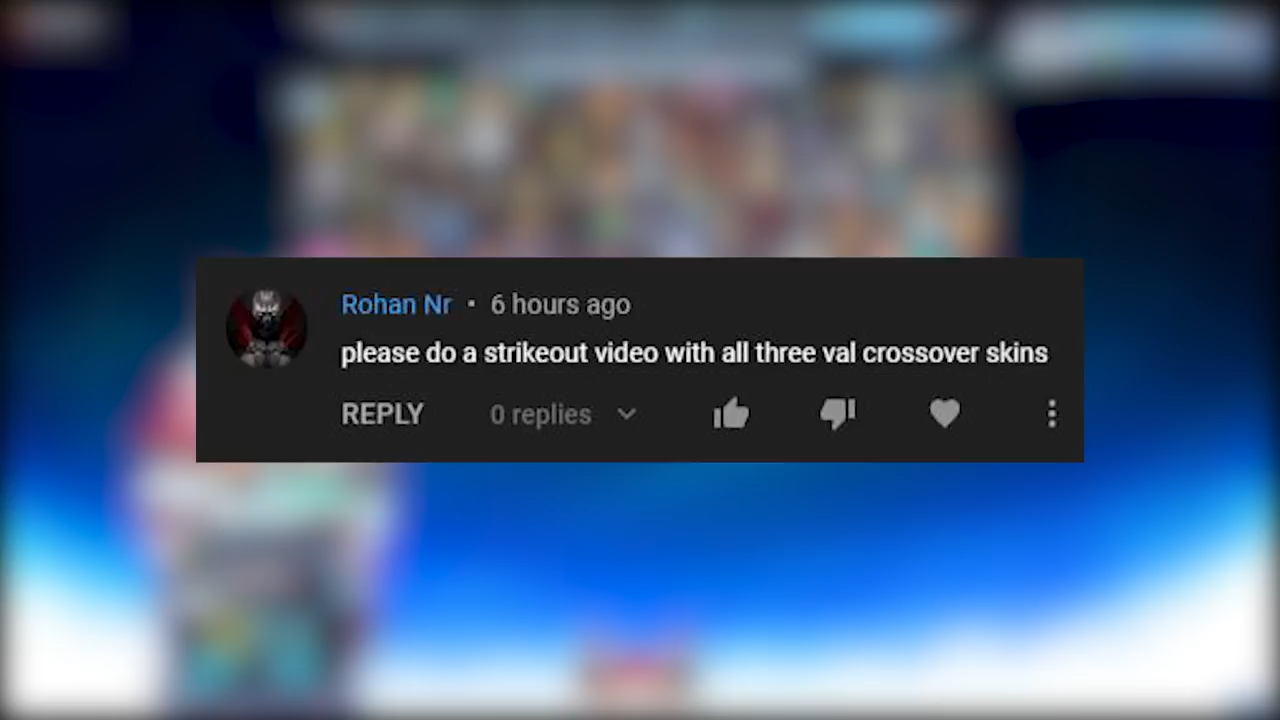 Rohan Nr • 6 hours ago
please do a strikeout video with all three val crossover skins
REPLY 0 replies